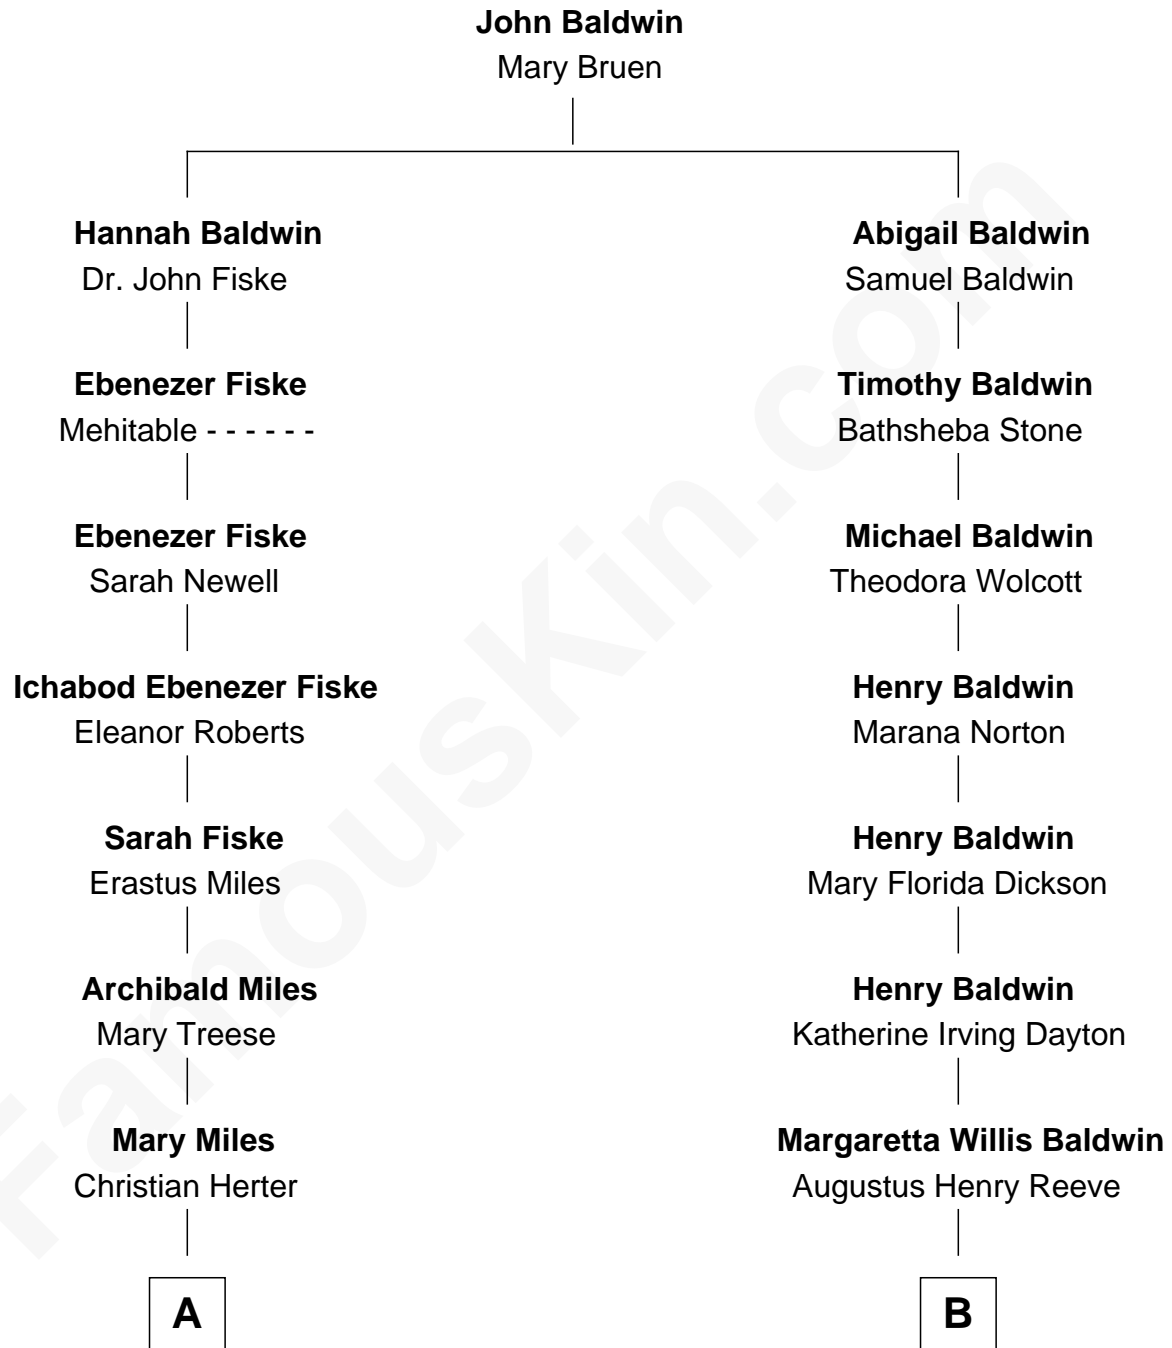 John Baldwin
Mary Bruen
Hannah Baldwin
Dr. John Fiske
Abigail Baldwin
Samuel Baldwin
Ebenezer Fiske
Mehitable - - - - - -
Timothy Baldwin
Bathsheba Stone
Ebenezer Fiske
Sarah Newell
Michael Baldwin
Theodora Wolcott
Ichabod Ebenezer Fiske
Eleanor Roberts
Henry Baldwin
Marana Norton
Sarah Fiske
Erastus Miles
Henry Baldwin
Mary Florida Dickson
Archibald Miles
Mary Treese
Henry Baldwin
Katherine Irving Dayton
Mary Miles
Christian Herter
Margaretta Willis Baldwin
Augustus Henry Reeve
A
B
FamousKin.com